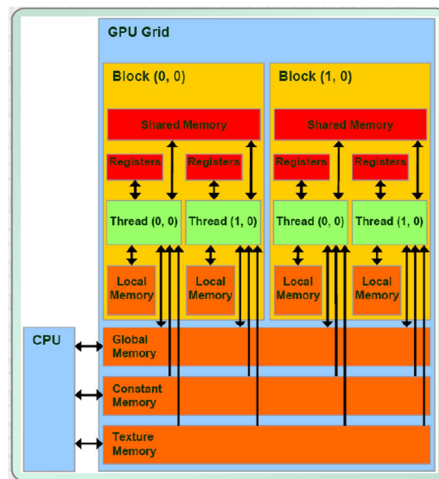 GPU Grid
Block (0, 0)
Block (1, 0)
Shared Memory
Shared Memory
Registers
Registers
Registers
Registers
Thread (0, 0)
Thread (1, 0)
Thread (0, 0)
Thread (1, 0)
Local
Memory
Local
Memory
Local
Memory
Local
Memory
CPU
Global
Memory
Constant
Memory
Texture
Memory